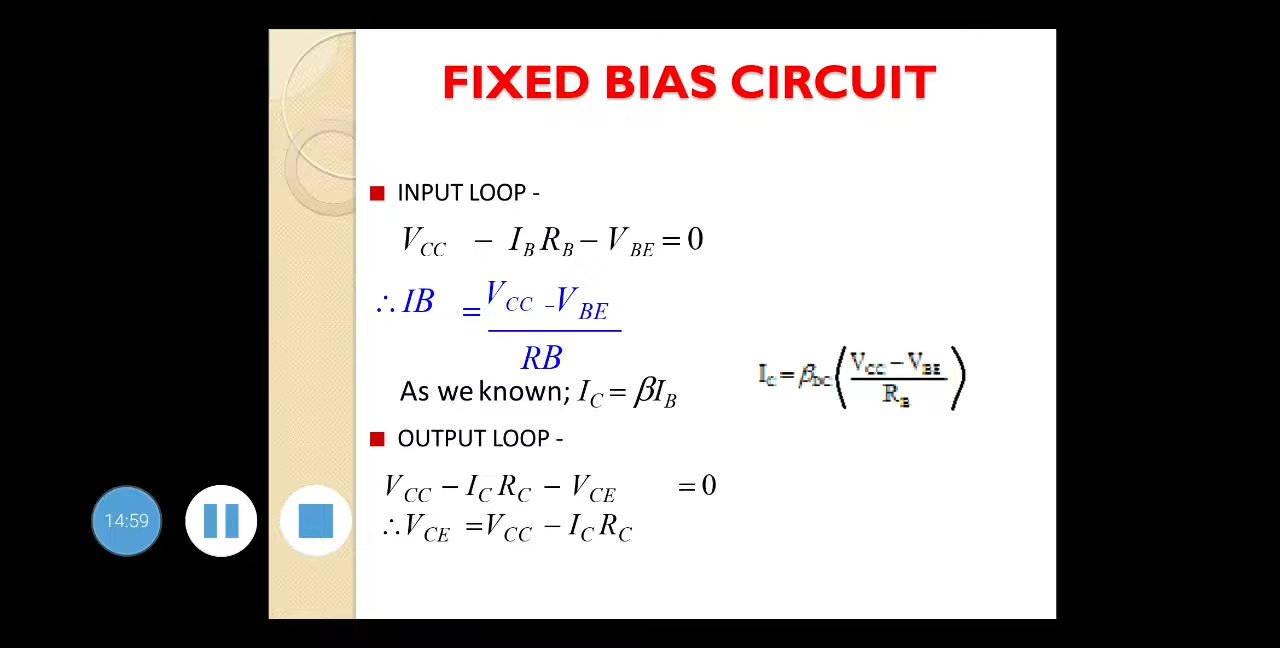 FIXED BIAS CIRCUIT
INPUT LOOP -
V_CC - I_B R_B - V_BE = 0
∴ IB = (V_CC - V_BE) / RB
As we known; I_C = βI_B
I_C = β_DC ((V_CC - V_BE) / R_B)
OUTPUT LOOP -
V_CC - I_C R_C - V_CE = 0
14:59
∴ V_CE = V_CC - I_C R_C